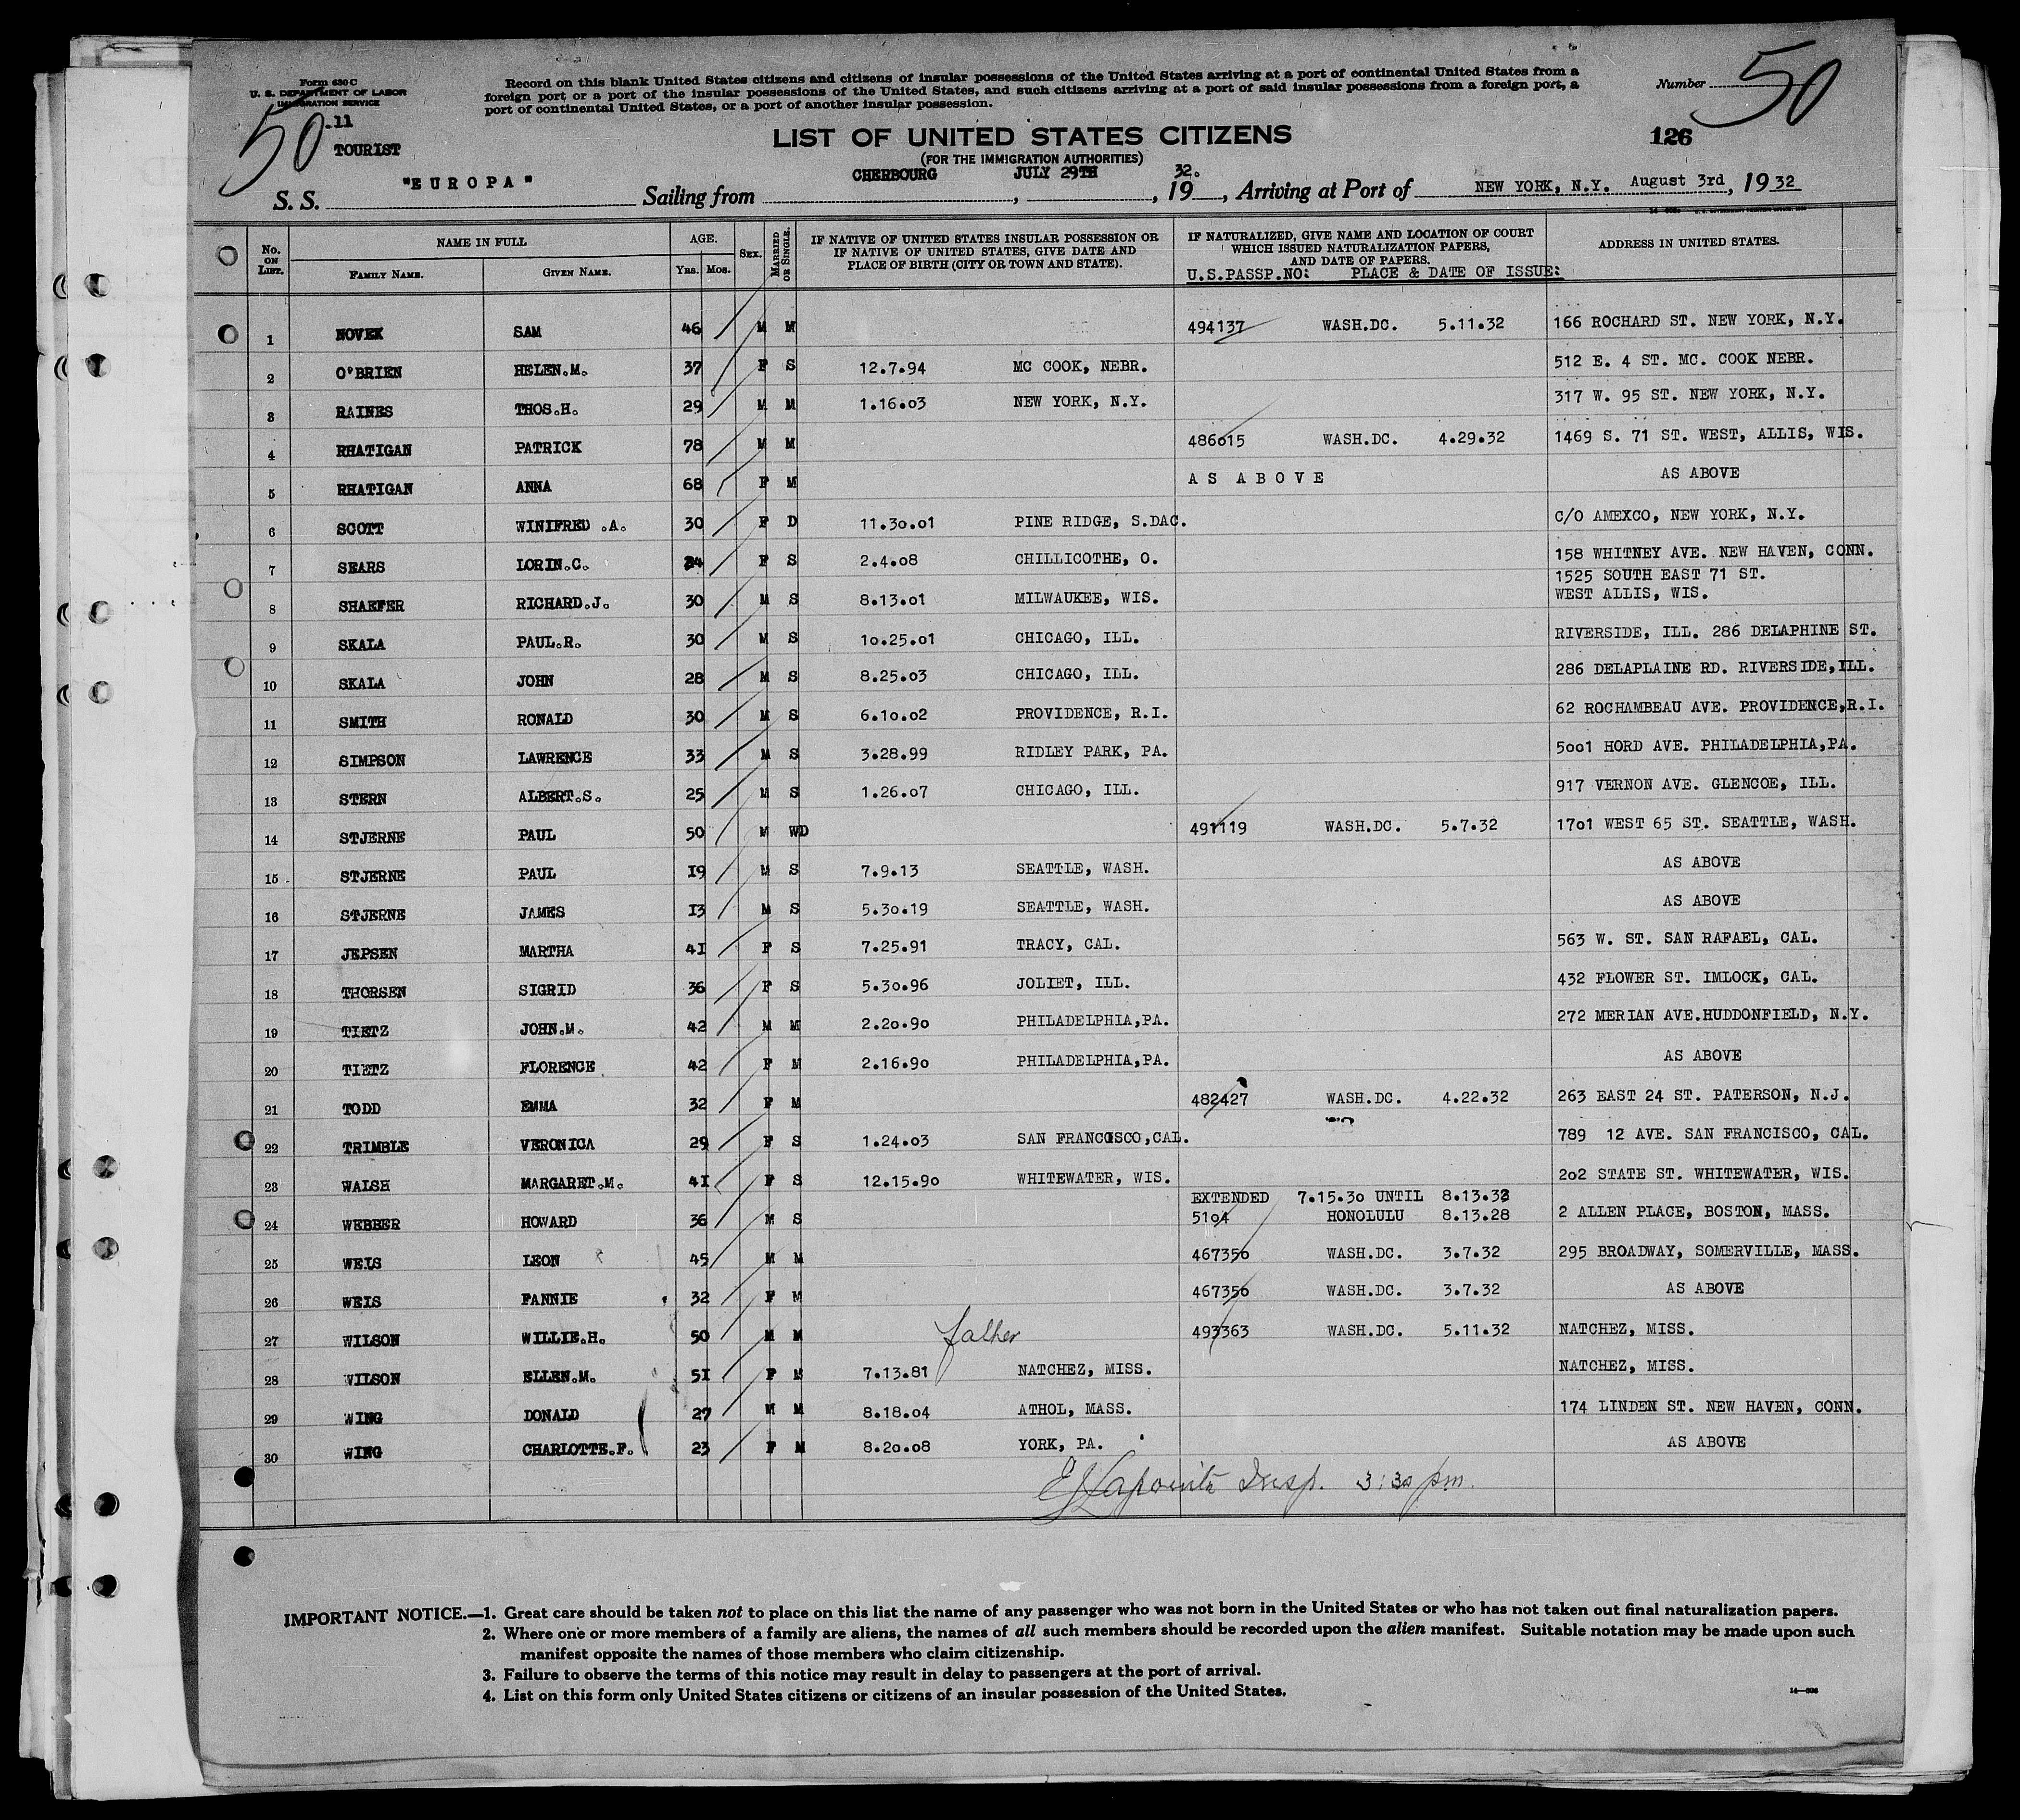 Form 630 C
U. S. DEPARTMENT OF LABOR
IMMIGRATION SERVICE
50
.11
TOURIST
Record on this blank United States citizens and citizens of insular possessions of the United States arriving at a port of continental United States from a
foreign port or a port of the insular possessions of the United States, and such citizens arriving at a port of said insular possessions from a foreign port, a
port of continental United States, or a port of another insular possession.
Number 50
126
LIST OF UNITED STATES CITIZENS
(FOR THE IMMIGRATION AUTHORITIES)
S. S. "EUROPA" Sailing from CHERBOURG, JULY 29TH, 19 32., Arriving at Port of NEW YORK, N.Y. August 3rd, 1932
No. ON LIST. NAME IN FULL FAMILY NAME. GIVEN NAME. AGE. YRS. MOS. SEX. MARRIED OR SINGLE.
IF NATIVE OF UNITED STATES INSULAR POSSESSION OR
IF NATIVE OF UNITED STATES, GIVE DATE AND
PLACE OF BIRTH (CITY OR TOWN AND STATE).
IF NATURALIZED, GIVE NAME AND LOCATION OF COURT
WHICH ISSUED NATURALIZATION PAPERS,
AND DATE OF PAPERS.
U.S.PASSP.NO: PLACE & DATE OF ISSUE:
ADDRESS IN UNITED STATES.
1 NOVEK SAM 46 M M 494137 WASH.DC. 5.11.32 166 ROCHARD ST. NEW YORK, N.Y.
2 O'BRIEN HELEN.M. 37 F S 12.7.94 MC COOK, NEBR. 512 E. 4 ST. MC. COOK NEBR.
3 RAINES THOS.H. 29 M M 1.16.03 NEW YORK, N.Y. 317 W. 95 ST. NEW YORK, N.Y.
4 RHATIGAN PATRICK 78 M M 486015 WASH.DC. 4.29.32 1469 S. 71 ST. WEST, ALLIS, WIS.
5 RHATIGAN ANNA 68 F M AS ABOVE AS ABOVE
6 SCOTT WINIFRED .A. 30 F D 11.30.01 PINE RIDGE, S.DAC. C/O AMEXCO, NEW YORK, N.Y.
7 SEARS LORIN.C. 24 F S 2.4.08 CHILLICOTHE, O. 158 WHITNEY AVE. NEW HAVEN, CONN.
1525 SOUTH EAST 71 ST.
8 SHAEFER RICHARD.J. 30 M S 8.13.01 MILWAUKEE, WIS. WEST ALLIS, WIS.
9 SKALA PAUL.R. 30 M S 10.25.01 CHICAGO, ILL. RIVERSIDE, ILL. 286 DELAPHINE ST.
10 SKALA JOHN 28 M S 8.25.03 CHICAGO, ILL. 286 DELAPLAINE RD. RIVERSIDE,ILL.
11 SMITH RONALD 30 M S 6.10.02 PROVIDENCE, R.I. 62 ROCHAMBEAU AVE. PROVIDENCE,R.I.
12 SIMPSON LAWRENCE 33 M S 3.28.99 RIDLEY PARK, PA. 5001 HORD AVE. PHILADELPHIA,PA.
13 STERN ALBERT.S. 25 M S 1.26.07 CHICAGO, ILL. 917 VERNON AVE. GLENCOE, ILL.
14 STJERNE PAUL 50 M WD 491119 WASH.DC. 5.7.32 1701 WEST 65 ST. SEATTLE, WASH.
15 STJERNE PAUL 19 M S 7.9.13 SEATTLE, WASH. AS ABOVE
16 STJERNE JAMES 13 M S 5.30.19 SEATTLE, WASH. AS ABOVE
17 JEPSEN MARTHA 41 F S 7.25.91 TRACY, CAL. 563 W. ST. SAN RAFAEL, CAL.
18 THORSEN SIGRID 36 F S 5.30.96 JOLIET, ILL. 432 FLOWER ST. IMLOCK, CAL.
19 TIETZ JOHN.M. 42 M M 2.20.90 PHILADELPHIA,PA. 272 MERIAN AVE.HUDDONFIELD, N.Y.
20 TIETZ FLORENCE 42 F M 2.16.90 PHILADELPHIA,PA. AS ABOVE
21 TODD EMMA 32 F M 482427 WASH.DC. 4.22.32 263 EAST 24 ST. PATERSON, N.J.
22 TRIMBLE VERONICA 29 F S 1.24.03 SAN FRANCISCO,CAL. 789 12 AVE. SAN FRANCISCO, CAL.
23 WALSH MARGARET.M. 41 F S 12.15.90 WHITEWATER, WIS. 202 STATE ST. WHITEWATER, WIS.
EXTENDED 7.15.30 UNTIL 8.13.32
24 WEBBER HOWARD 36 M S 5104 HONOLULU 8.13.28 2 ALLEN PLACE, BOSTON, MASS.
25 WEIS LEON 45 M M 467350 WASH.DC. 3.7.32 295 BROADWAY, SOMERVILLE, MASS.
26 WEIS FANNIE 32 F M 467350 WASH.DC. 3.7.32 AS ABOVE
27 WILSON WILLIE.H. 50 M M father 493363 WASH.DC. 5.11.32 NATCHEZ, MISS.
28 WILSON ELLEN.M. 51 F M 7.13.81 NATCHEZ, MISS. NATCHEZ, MISS.
29 WING DONALD 27 M M 8.18.04 ATHOL, MASS. 174 LINDEN ST. NEW HAVEN, CONN.
30 WING CHARLOTTE.F. 23 F M 8.20.08 YORK, PA. AS ABOVE
Insp. 3:30 pm.
IMPORTANT NOTICE.—1. Great care should be taken not to place on this list the name of any passenger who was not born in the United States or who has not taken out final naturalization papers.
2. Where one or more members of a family are aliens, the names of all such members should be recorded upon the alien manifest. Suitable notation may be made upon such
manifest opposite the names of those members who claim citizenship.
3. Failure to observe the terms of this notice may result in delay to passengers at the port of arrival.
4. List on this form only United States citizens or citizens of an insular possession of the United States.